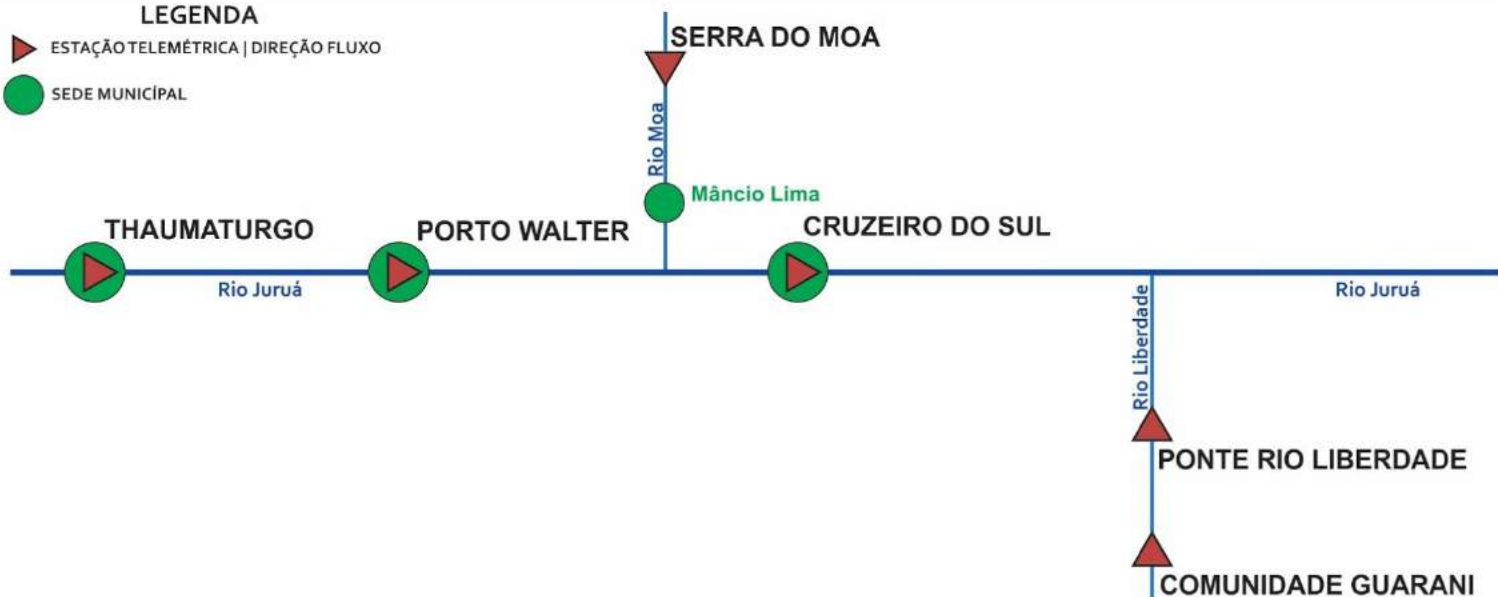 LEGENDA
ESTAÇÃO TELEMÉTRICA | DIREÇÃO FLUXO
SEDE MUNICÍPAL
SERRA DO MOA
Rio Moa
Mâncio Lima
THAUMATURGO
PORTO WALTER
CRUZEIRO DO SUL
Rio Juruá
Rio Juruá
Rio Liberdade
PONTE RIO LIBERDADE
COMUNIDADE GUARANI